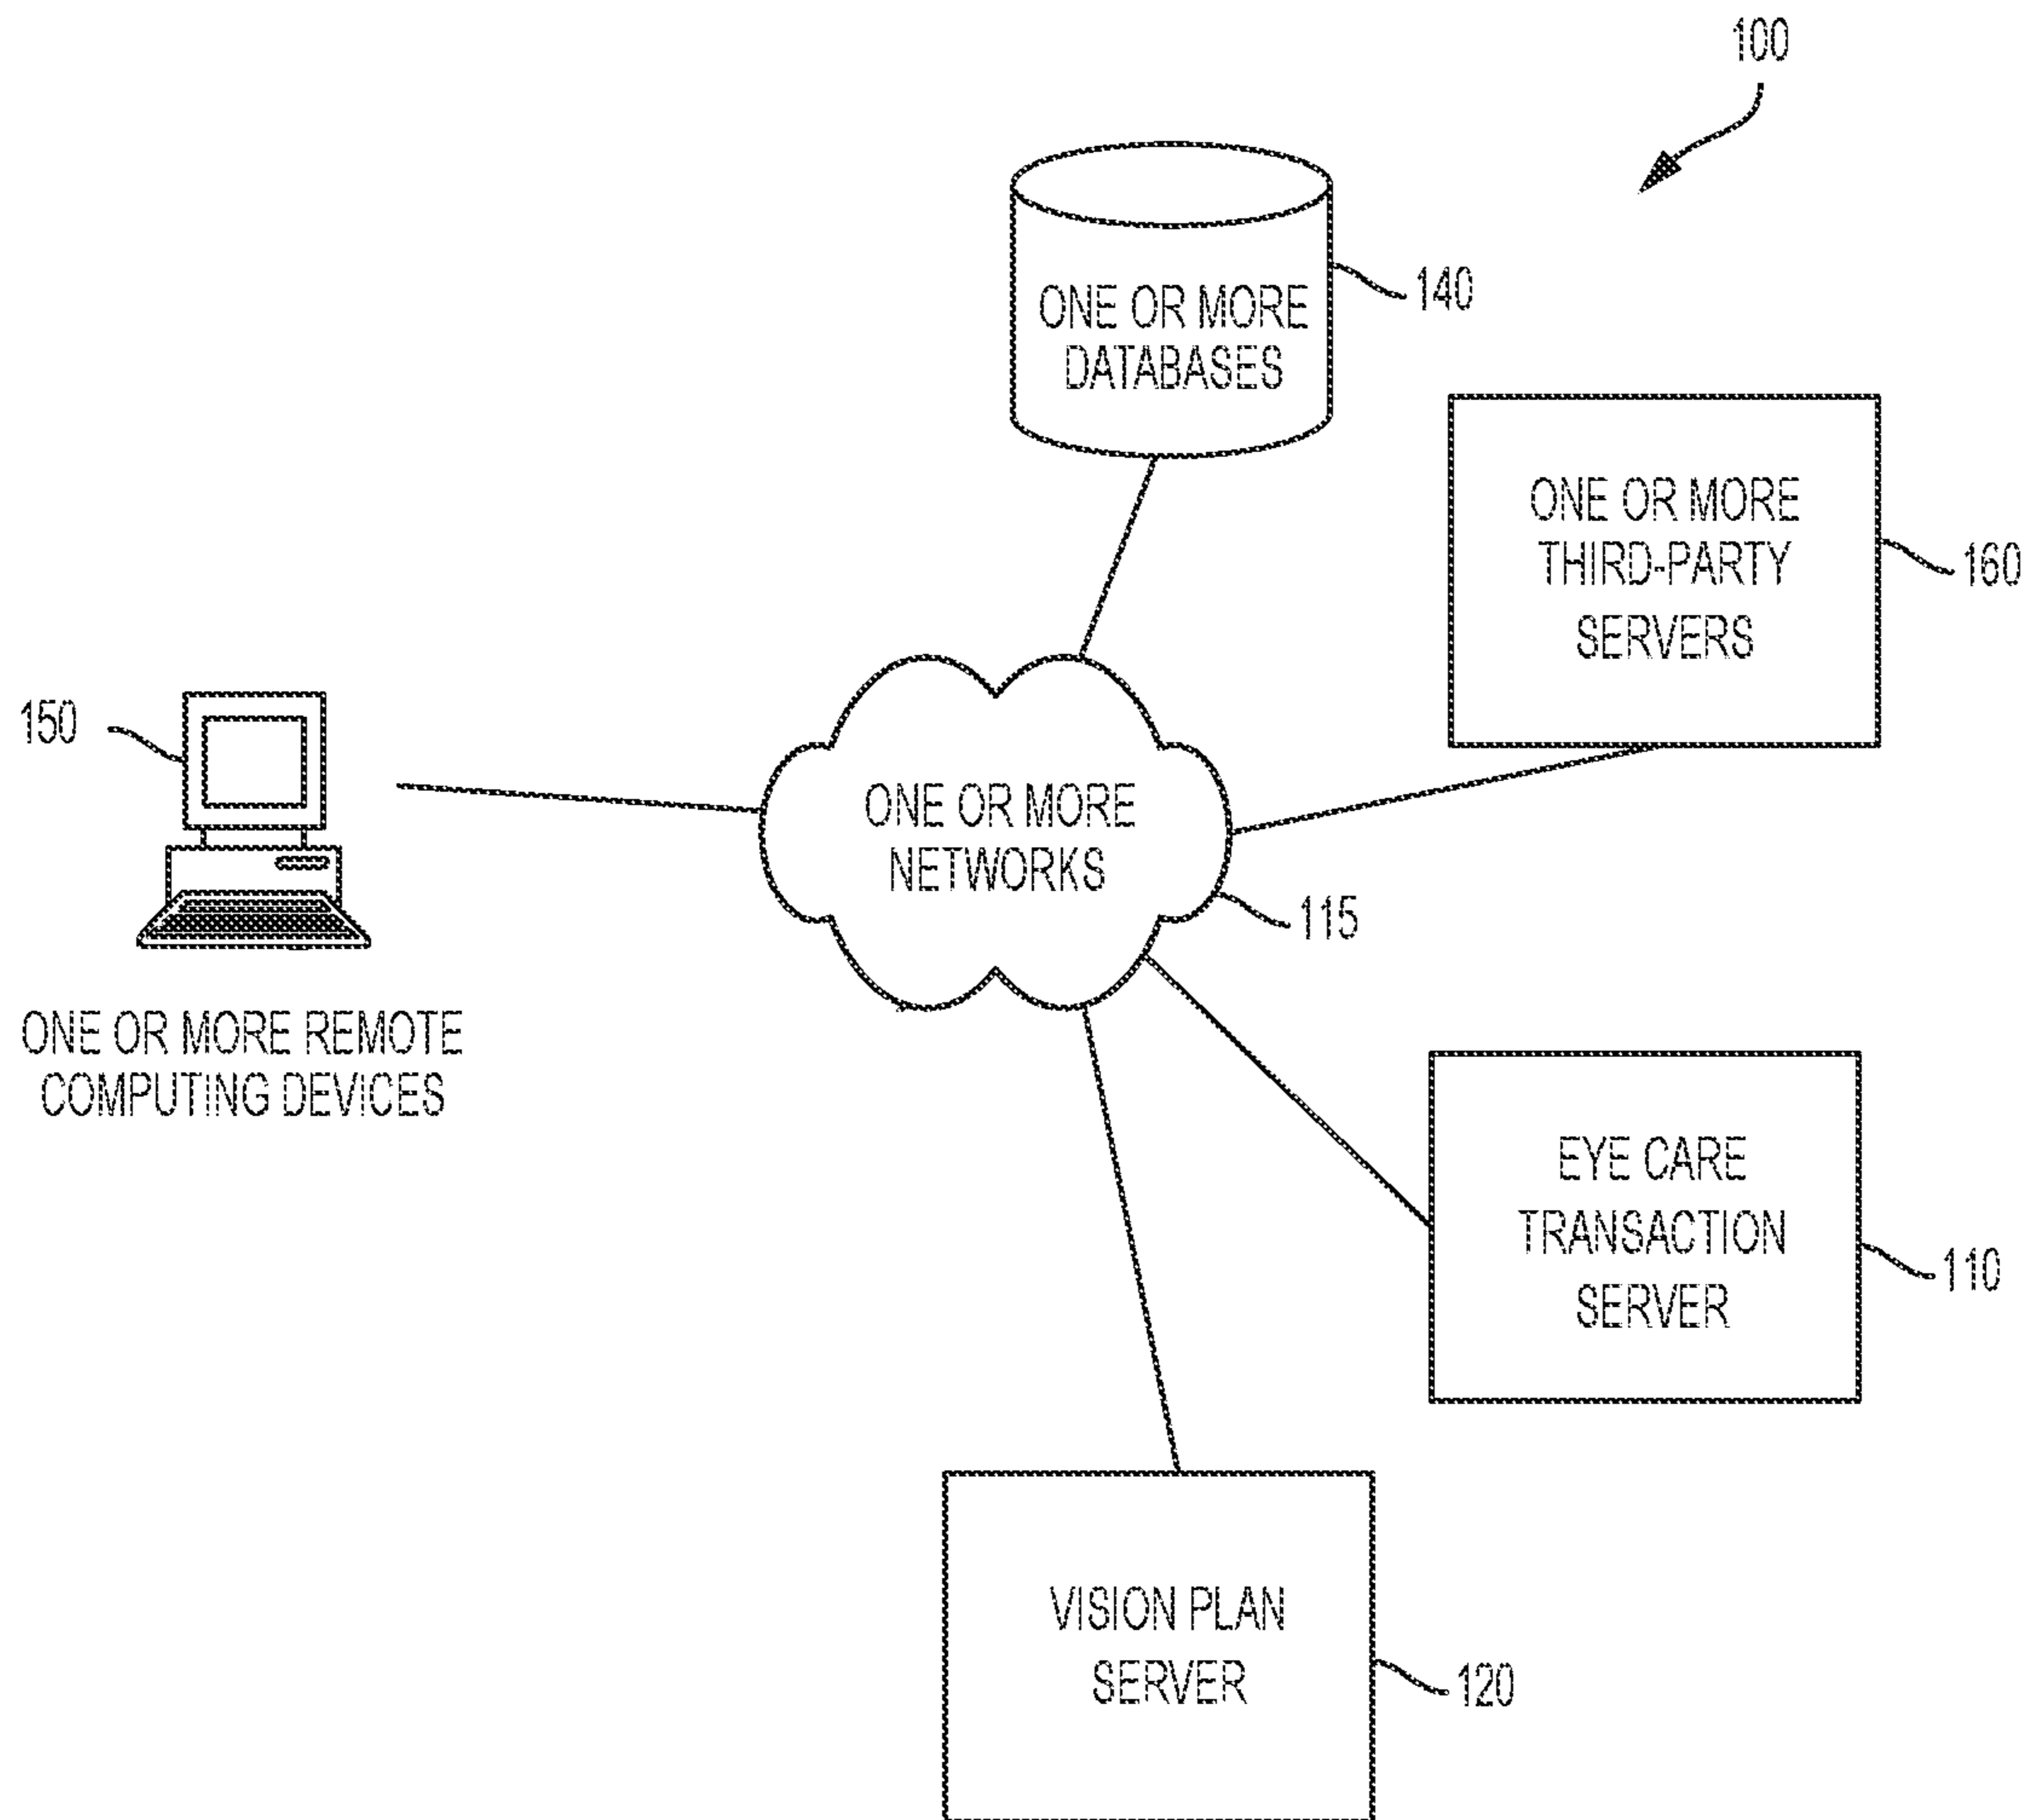 100
ONE OR MORE
DATABASES
140
ONE OR MORE
THIRD-PARTY
SERVERS
160
150
ONE OR MORE
NETWORKS
115
ONE OR MORE REMOTE
COMPUTING DEVICES
EYE CARE
TRANSACTION
SERVER
110
VISION PLAN
SERVER
120